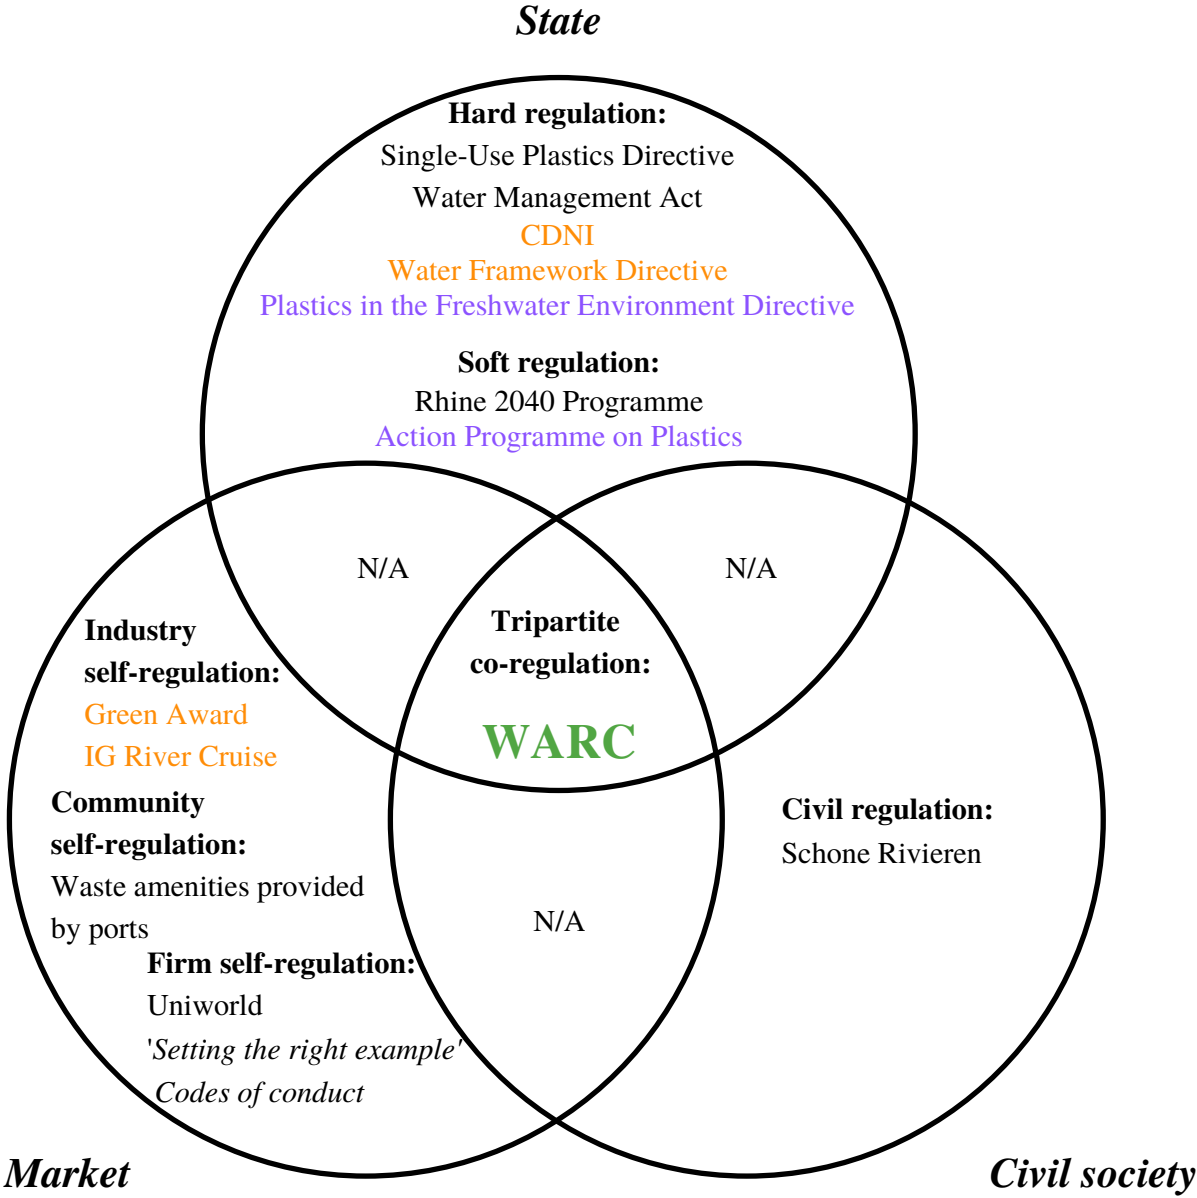 State
Hard regulation:
Single-Use Plastics Directive
Water Management Act
CDNI
Water Framework Directive
Plastics in the Freshwater Environment Directive
Soft regulation:
Rhine 2040 Programme
Action Programme on Plastics
N/A
N/A
Tripartite
co-regulation:
WARC
Industry
self-regulation:
Green Award
IG River Cruise
Community
self-regulation:
Waste amenities provided
by ports
Firm self-regulation:
Uniworld
'Setting the right example'
Codes of conduct
N/A
Civil regulation:
Schone Rivieren
Market
Civil society